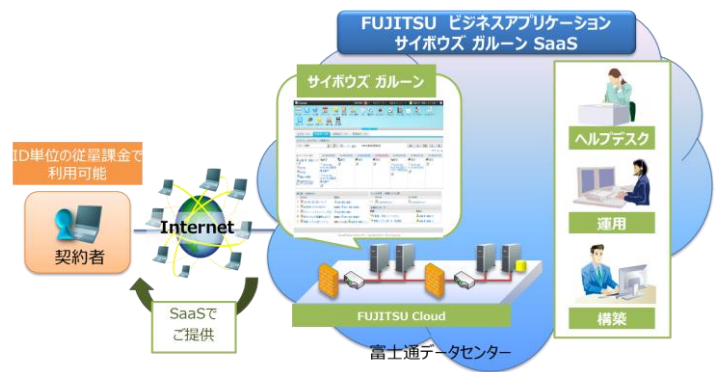 FUJITSU ビジネスアプリケーション
サイボウズ ガルーン SaaS
サイボウズ ガルーン
ID単位の従量課金で
利用可能
契約者
Internet
SaaSで
ご提供
FUJITSU Cloud
富士通データセンター
ヘルプデスク
運用
構築